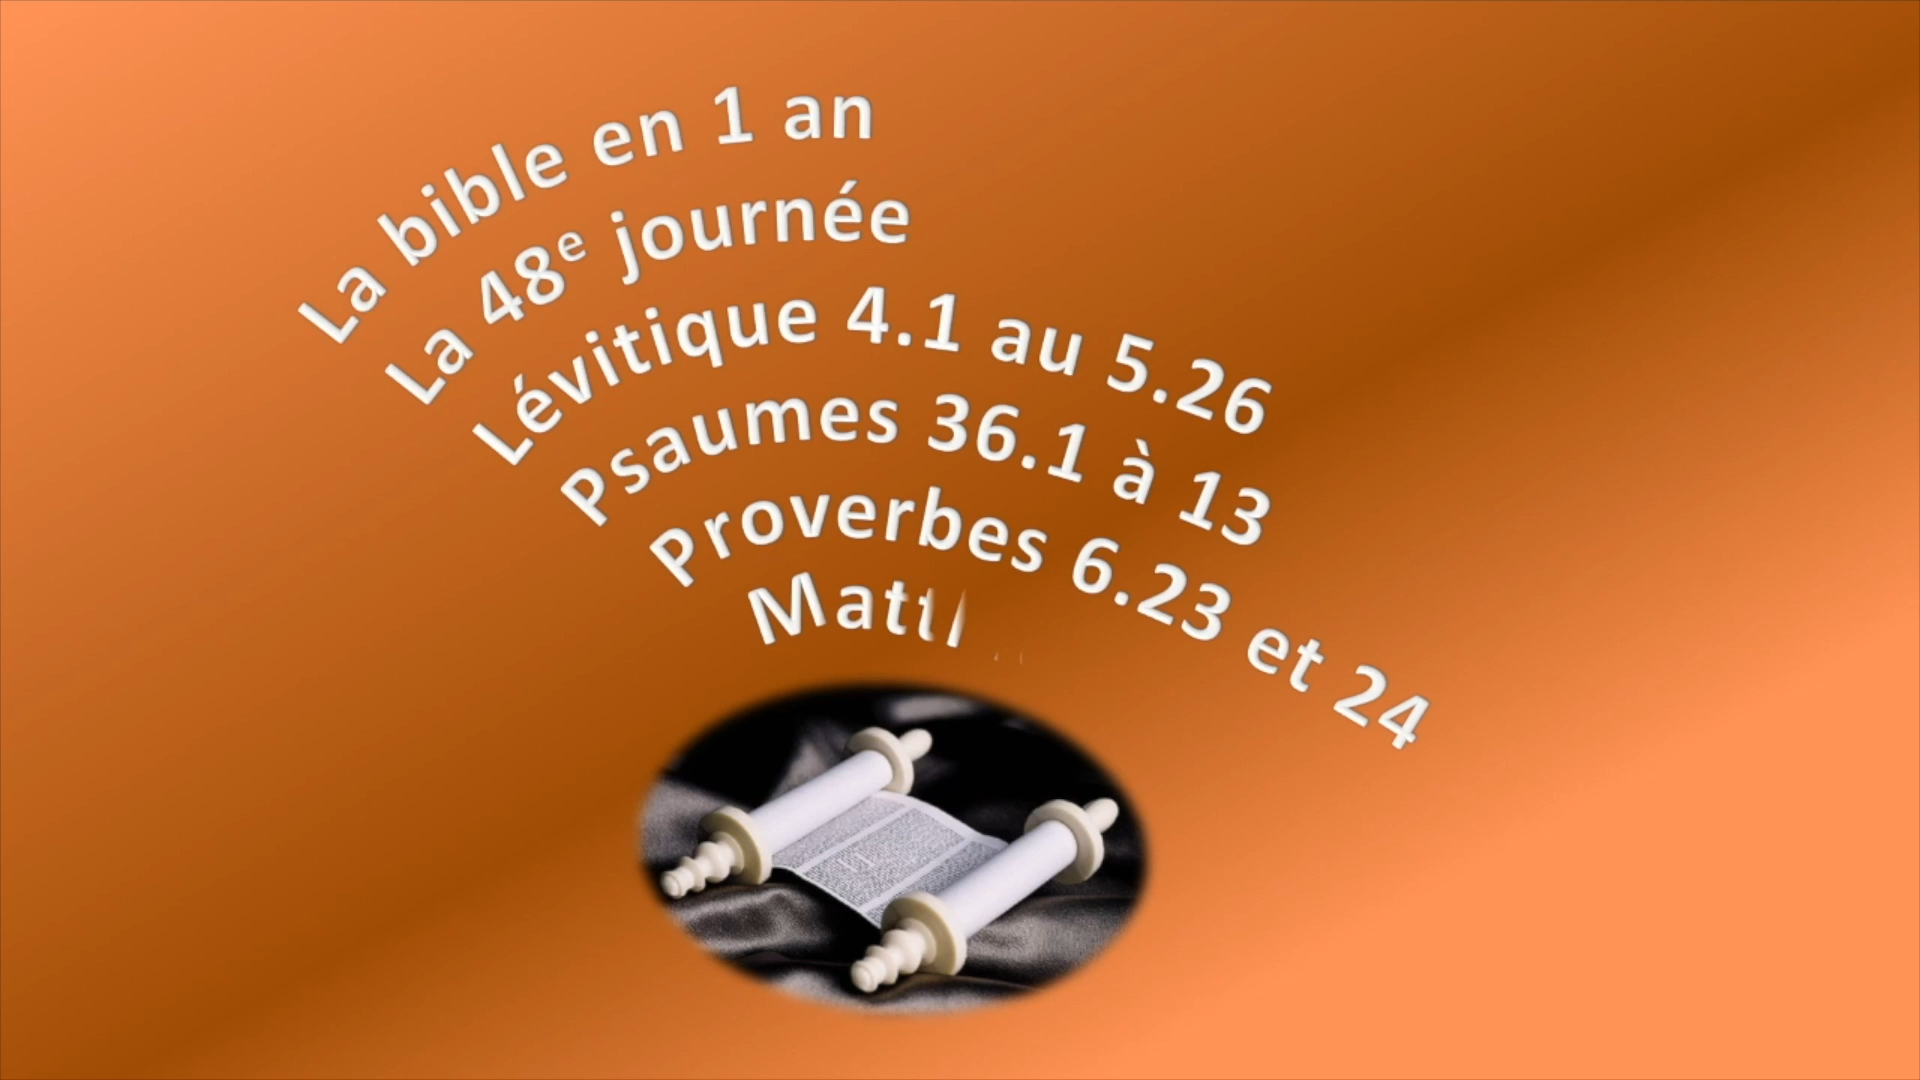 La bible en 1 an
La 48e journée
Lévitique 4.1 au 5.26
Psaumes 36.1 à 13
Proverbes 6.23 et 24